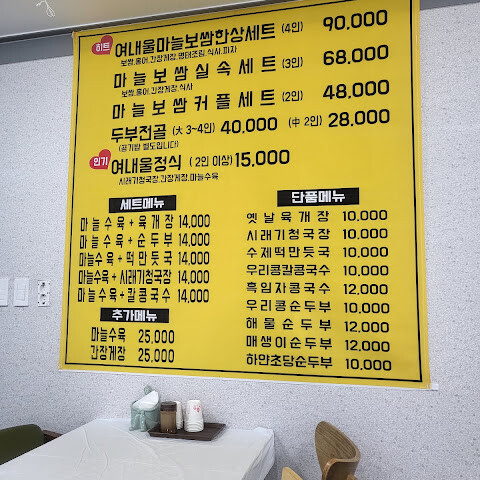 히트 여내울마늘보쌈한상세트 (4인) 90,000
보쌈.홍어.간장게장.명태조림.식사.피자
마늘보쌈실속세트 (3인) 68,000
보쌈.홍어.간장게장.식사
마늘보쌈커플세트 (2인) 48,000
두부전골 (大 3~4인) 40,000 (中 2인) 28,000
(공기밥 별도입니다)
인기 여내울정식 (2인 이상) 15,000
시래기청국장.간장게장.마늘수육
세트메뉴
마늘수육+육개장 14,000
마늘수육+순두부 14,000
마늘수육+떡만둣국 14,000
마늘수육+시래기청국장 14,000
마늘수육+칼국수 14,000
추가메뉴
마늘수육 25,000
간장게장 25,000
단품메뉴
옛날육개장 10,000
시래기청국장 10,000
수제떡만둣국 10,000
우리콩칼콩국수 10,000
흑임자콩국수 12,000
우리콩순두부 10,000
해물순두부 12,000
매생이순두부 12,000
하얀초당순두부 10,000